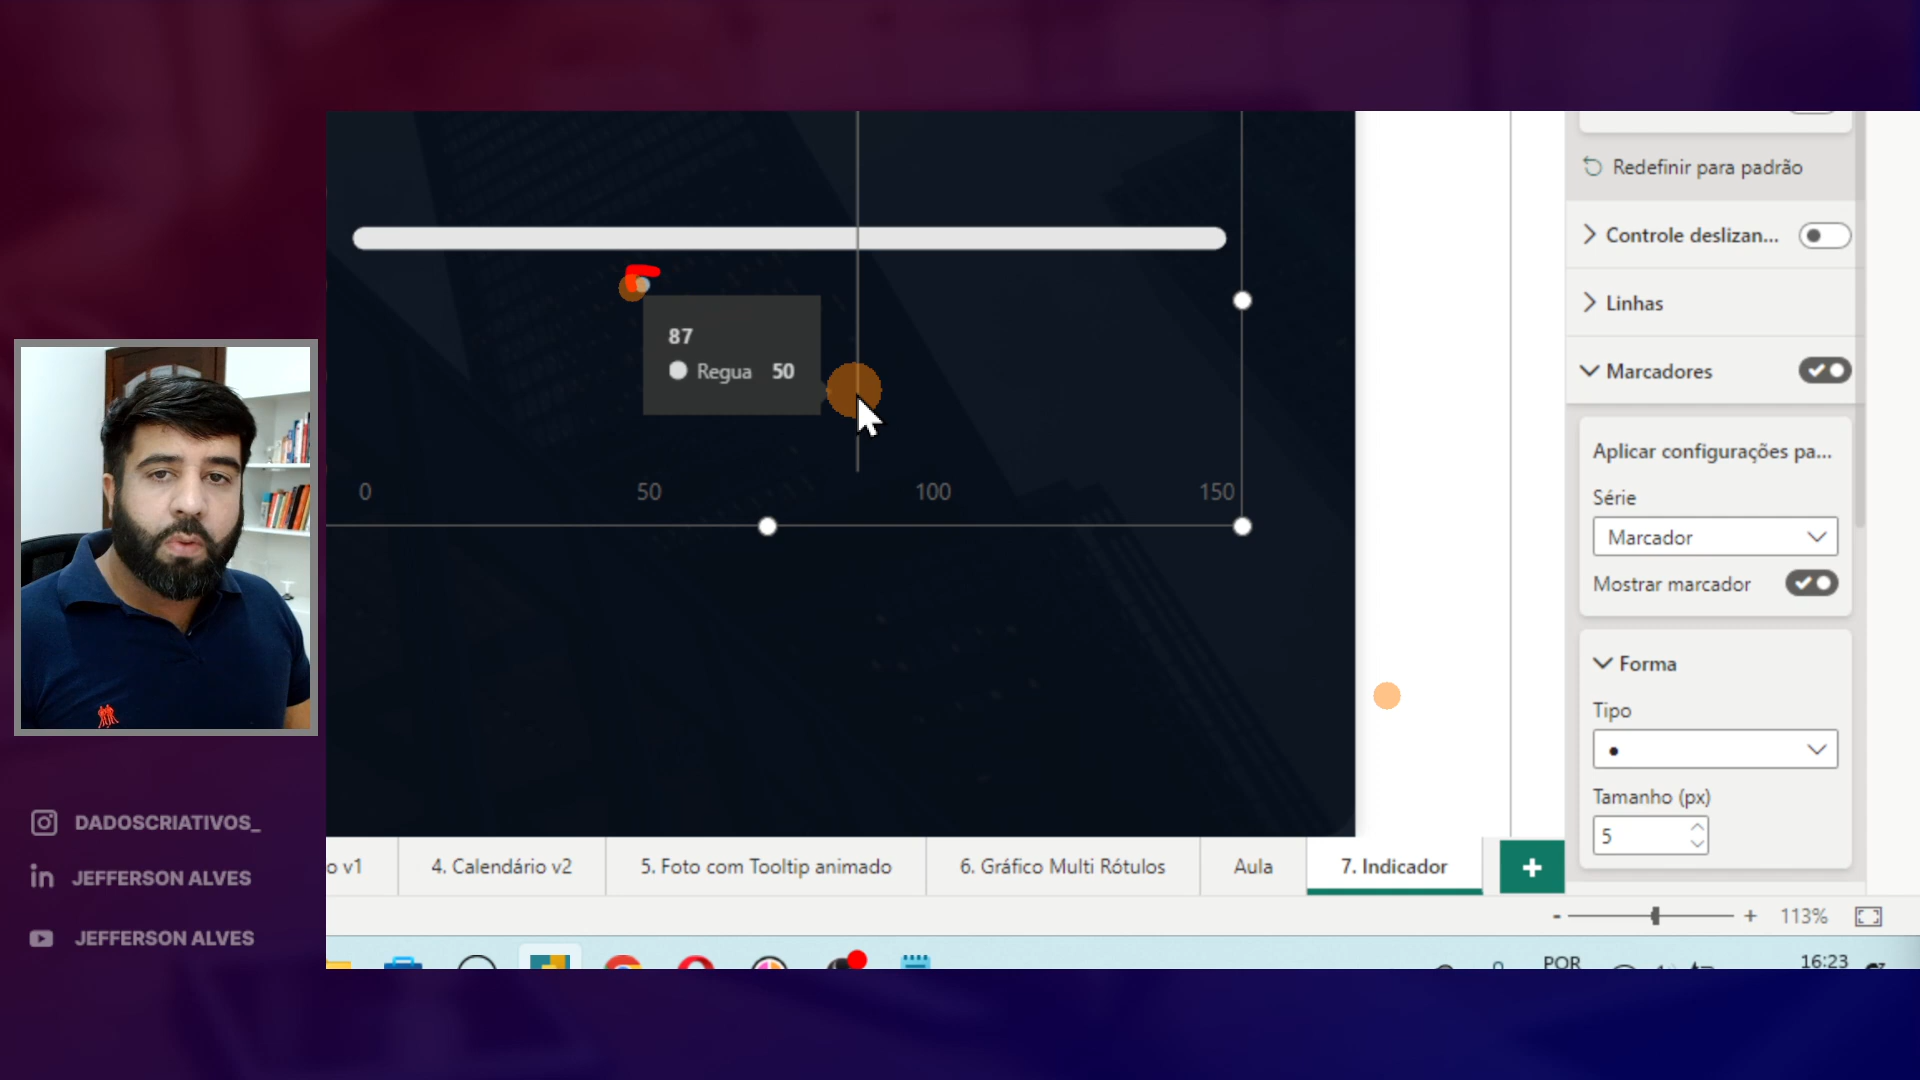 Redefinir para padrão
Controle deslizan...
Linhas
87
Regua 50
Marcadores
Aplicar configurações pa...
Série
Marcador
0 50 100 150
Mostrar marcador
Forma
Tipo
Tamanho (px)
5
DADOSCRIATIVOS_
JEFFERSON ALVES
JEFFERSON ALVES
o v1 4. Calendário v2 5. Foto com Tooltip animado 6. Gráfico Multi Rótulos Aula 7. Indicador +
- + 113%
POR 16:23